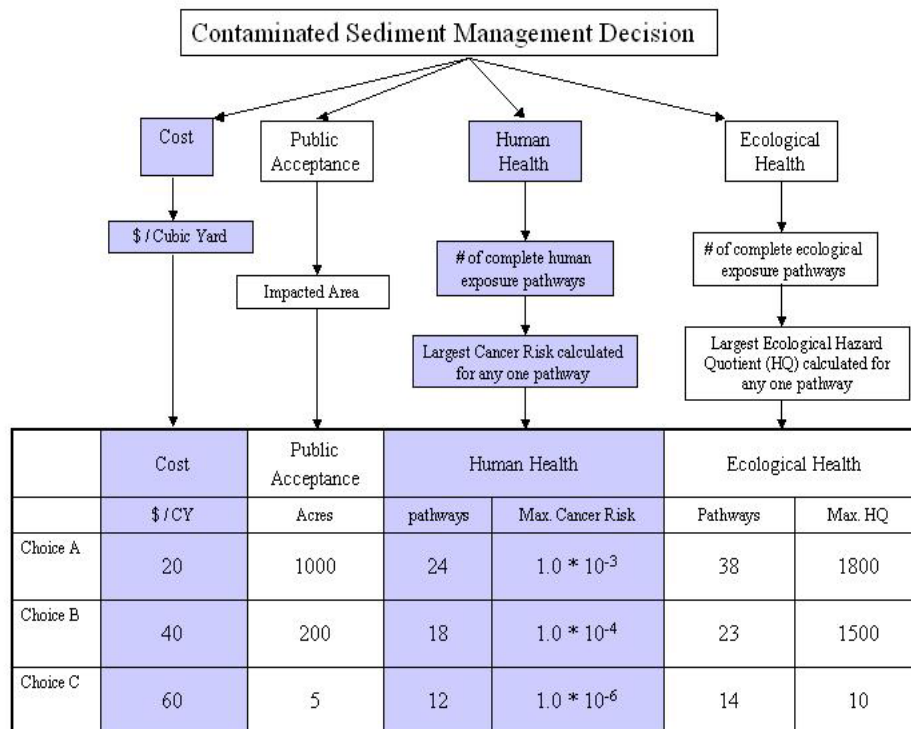 Contaminated Sediment Management Decision
Cost
Public
Acceptance
Human
Health
Ecological
Health
$ / Cubic Yard
# of complete human
exposure pathways
# of complete ecological
exposure pathways
Impacted Area
Largest Cancer Risk calculated
for any one pathway
Largest Ecological Hazard
Quotient (HQ) calculated for
any one pathway
Cost
Public
Acceptance
Human Health
Ecological Health
$ / CY
Acres
pathways
Max. Cancer Risk
Pathways
Max. HQ
Choice A
20
1000
24
1.0 * 10⁻³
38
1800
Choice B
40
200
18
1.0 * 10⁻⁴
23
1500
Choice C
60
5
12
1.0 * 10⁻⁶
14
10